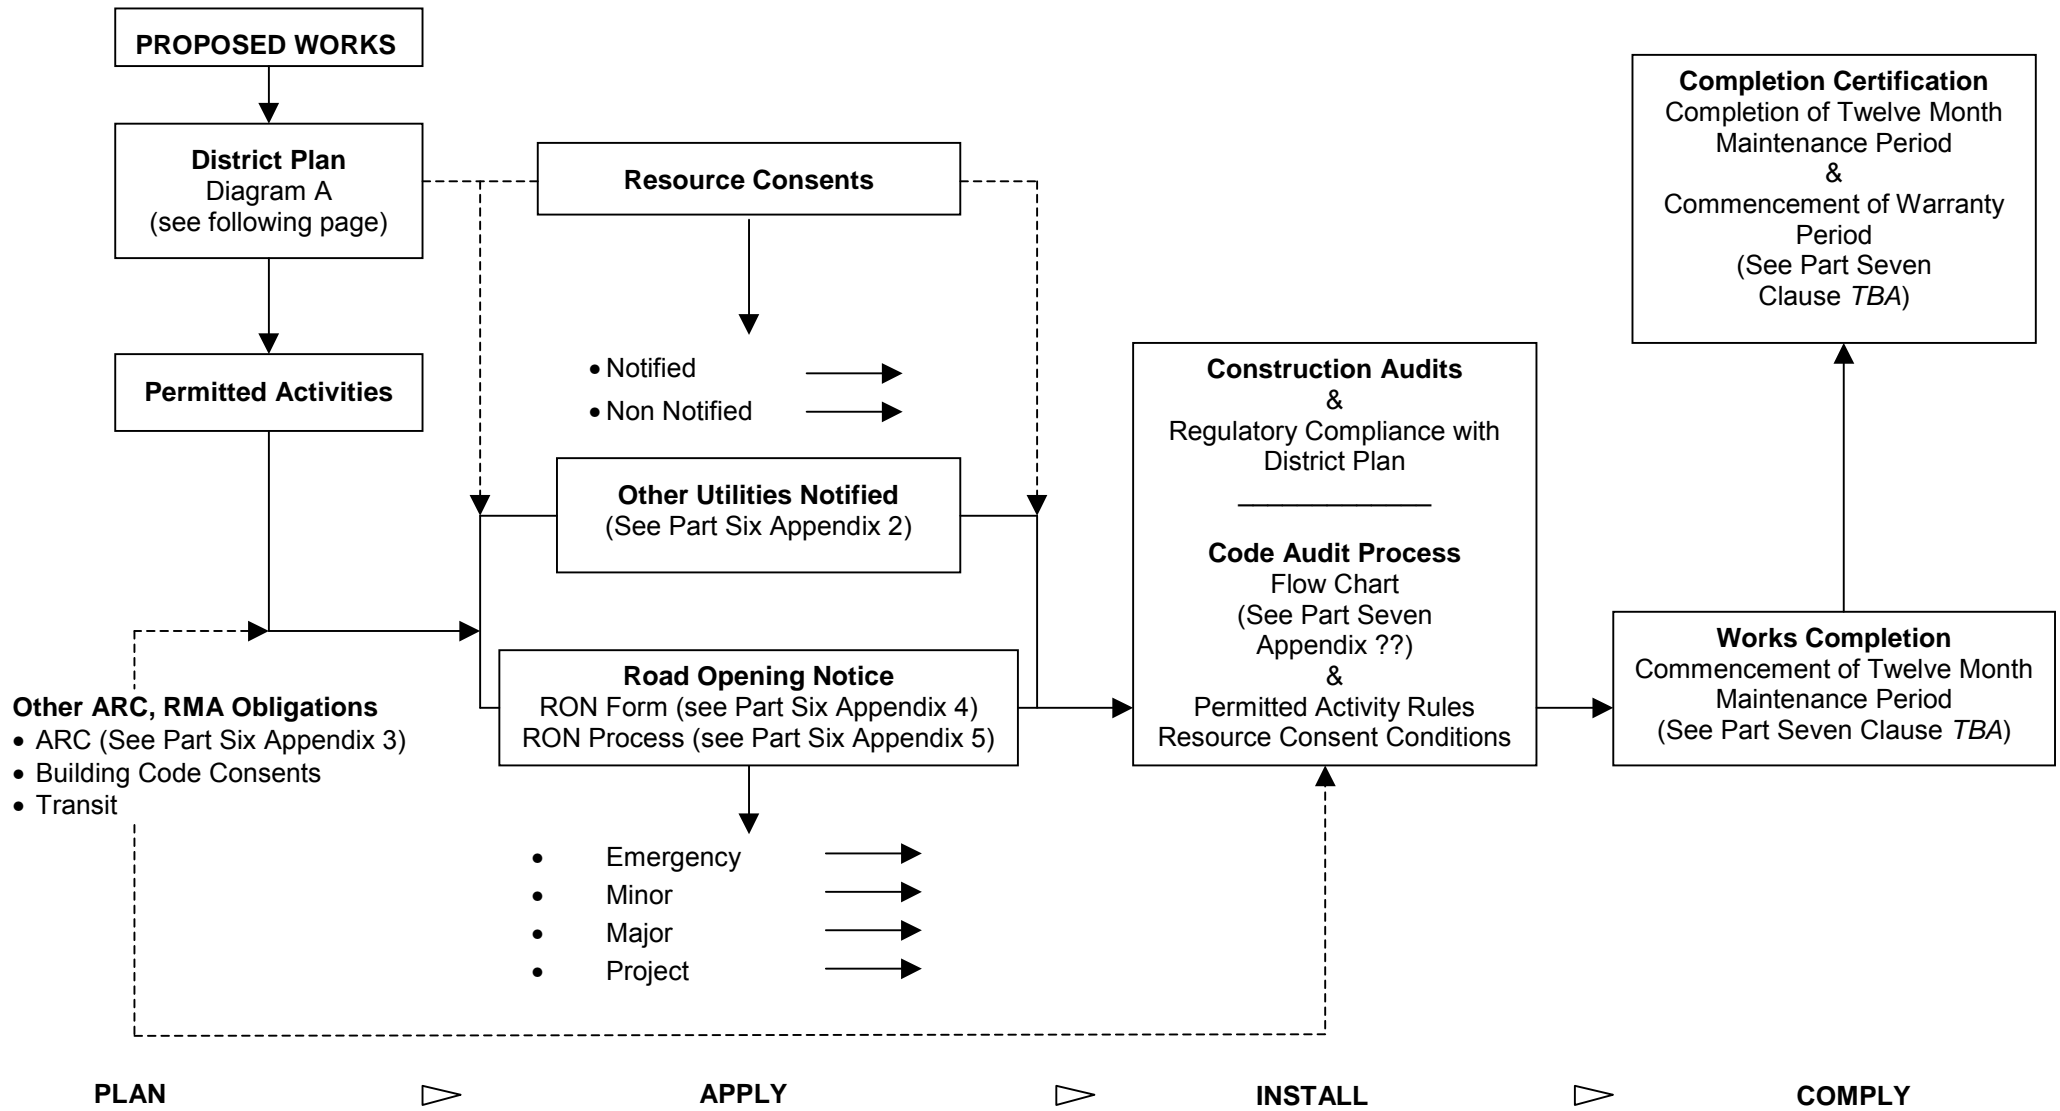 PROPOSED WORKS
District Plan
Diagram A
(see following page)
Permitted Activities
Other ARC, RMA Obligations
• ARC (See Part Six Appendix 3)
• Building Code Consents
• Transit
Resource Consents
• Notified
• Non Notified
Other Utilities Notified
(See Part Six Appendix 2)
Road Opening Notice
RON Form (see Part Six Appendix 4)
RON Process (see Part Six Appendix 5)
• Emergency
• Minor
• Major
• Project
Construction Audits
&
Regulatory Compliance with
District Plan
Code Audit Process
Flow Chart
(See Part Seven
Appendix ??)
&
Permitted Activity Rules
Resource Consent Conditions
Completion Certification
Completion of Twelve Month
Maintenance Period
&
Commencement of Warranty
Period
(See Part Seven
Clause TBA)
Works Completion
Commencement of Twelve Month
Maintenance Period
(See Part Seven Clause TBA)
PLAN APPLY INSTALL COMPLY